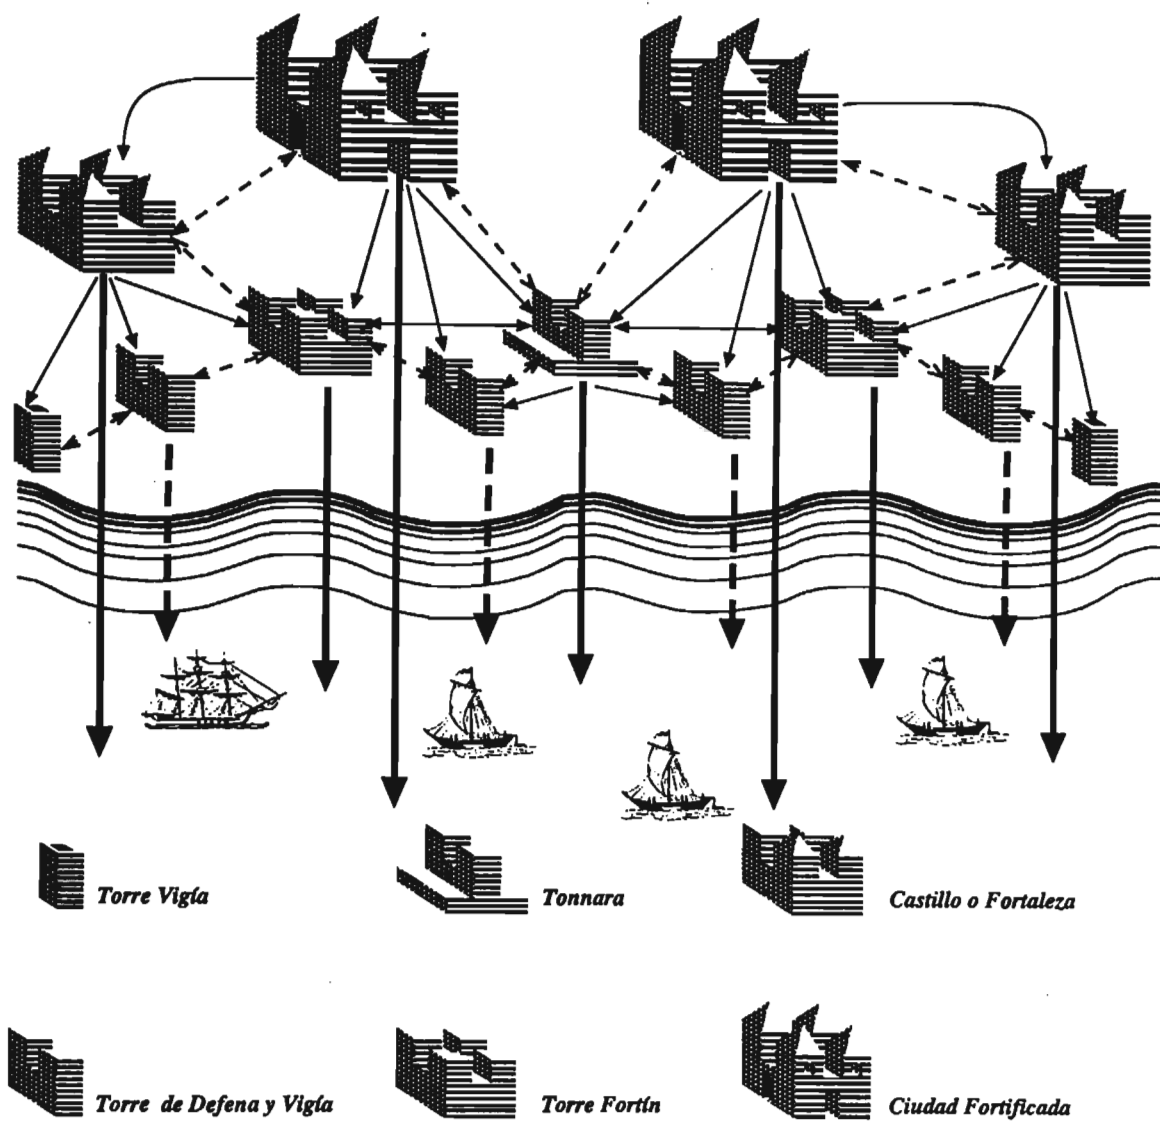 Torre Vigía
Tonnara
Castillo o Fortaleza
Torre de Defena y Vigía
Torre Fortín
Ciudad Fortificada